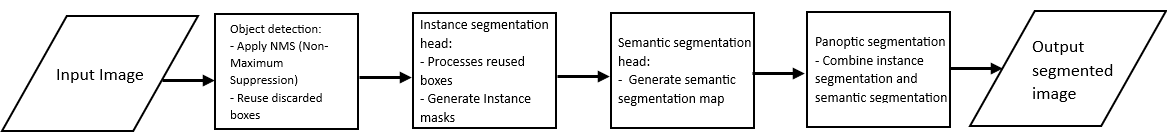 Input Image
Object detection:
- Apply NMS (Non-
Maximum
Suppression)
- Reuse discarded
boxes
Instance segmentation
head:
- Processes reused
boxes
- Generate Instance
masks
Semantic segmentation
head:
- Generate semantic
segmentation map
Panoptic segmentation
- Combine instance
segmentation and
semantic segmentation
Output
segmented
image